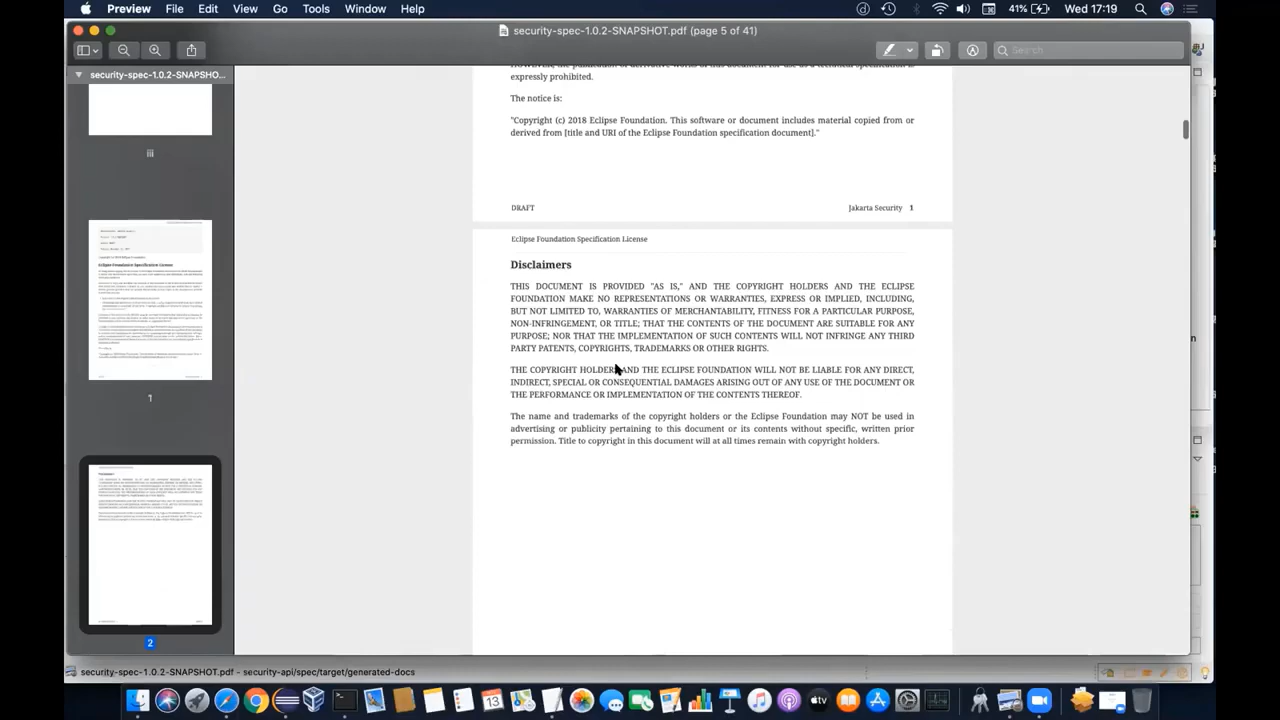 Preview File Edit View Go Tools Window Help
41% Wed 17:19
security-spec-1.0.2-SNAPSHOT.pdf (page 5 of 41)
Search
security-spec-1.0.2-SNAPSHO...
iii
1
2
expressly prohibited.
The notice is:
"Copyright (c) 2018 Eclipse Foundation. This software or document includes material copied from or
derived from [title and URI of the Eclipse Foundation specification document]."
DRAFT Jakarta Security 1
Eclipse Foundation Specification License
Disclaimers
THIS DOCUMENT IS PROVIDED "AS IS," AND THE COPYRIGHT HOLDERS AND THE ECLIPSE
FOUNDATION MAKE NO REPRESENTATIONS OR WARRANTIES, EXPRESS OR IMPLIED, INCLUDING,
BUT NOT LIMITED TO, WARRANTIES OF MERCHANTABILITY, FITNESS FOR A PARTICULAR PURPOSE,
NON-INFRINGEMENT, OR TITLE; THAT THE CONTENTS OF THE DOCUMENT ARE SUITABLE FOR ANY
PURPOSE; NOR THAT THE IMPLEMENTATION OF SUCH CONTENTS WILL NOT INFRINGE ANY THIRD
PARTY PATENTS, COPYRIGHTS, TRADEMARKS OR OTHER RIGHTS.
THE COPYRIGHT HOLDERS AND THE ECLIPSE FOUNDATION WILL NOT BE LIABLE FOR ANY DIRECT,
INDIRECT, SPECIAL OR CONSEQUENTIAL DAMAGES ARISING OUT OF ANY USE OF THE DOCUMENT OR
THE PERFORMANCE OR IMPLEMENTATION OF THE CONTENTS THEREOF.
The name and trademarks of the copyright holders or the Eclipse Foundation may NOT be used in
advertising or publicity pertaining to this document or its contents without specific, written prior
permission. Title to copyright in this document will at all times remain with copyright holders.
security-spec-1.0.2-SNAPSHOT.pdf - security-api/spec/target/generated-docs